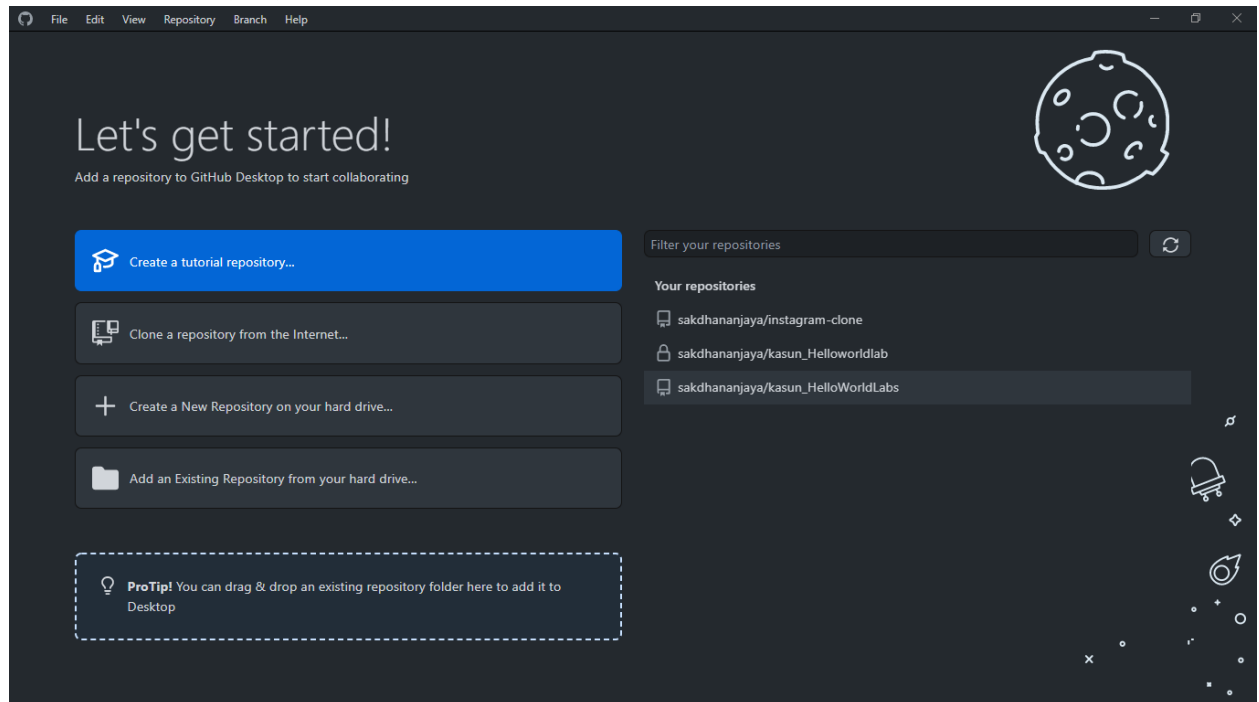 File Edit View Repository Branch Help
Let's get started!
Add a repository to GitHub Desktop to start collaborating
Create a tutorial repository...
Clone a repository from the Internet...
Create a New Repository on your hard drive...
Add an Existing Repository from your hard drive...
ProTip! You can drag & drop an existing repository folder here to add it to
Desktop
Filter your repositories
Your repositories
sakdhananjaya/instagram-clone
sakdhananjaya/kasun_Helloworldlab
sakdhananjaya/kasun_HelloWorldLabs